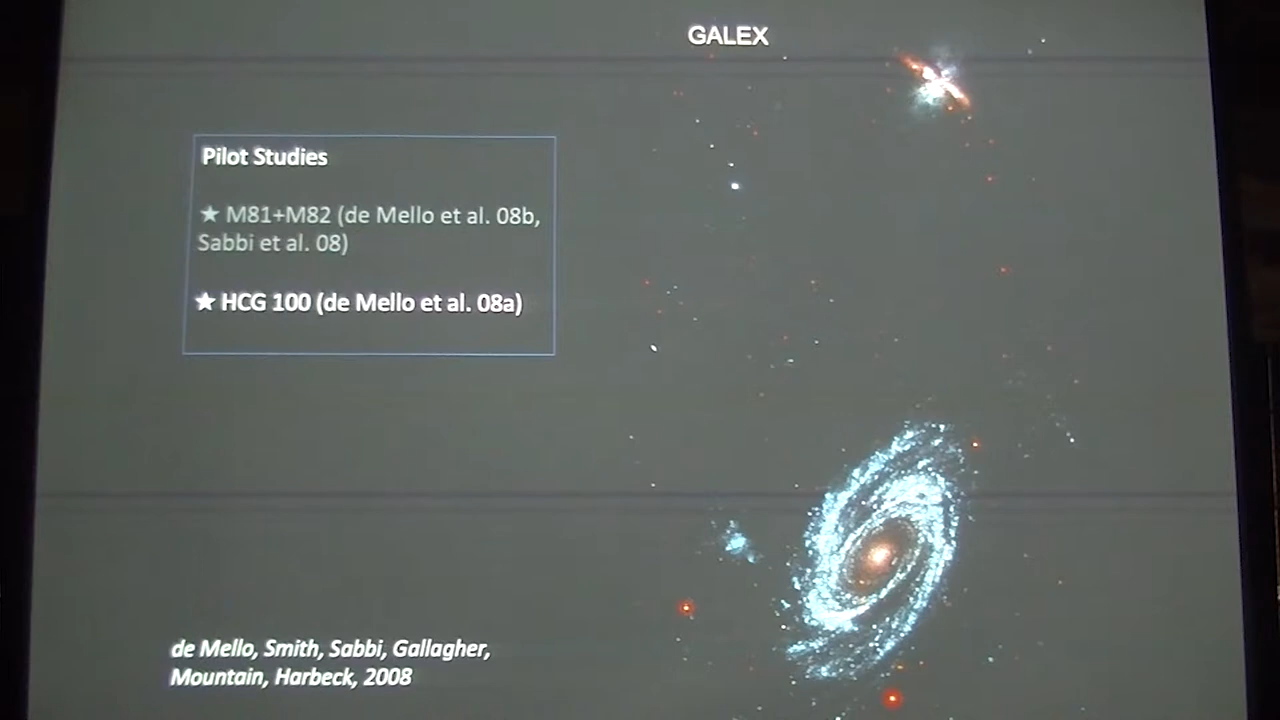 GALEX
Pilot Studies
★ M81+M82 (de Mello et al. 08b,
Sabbi et al. 08)
★ HCG 100 (de Mello et al. 08a)
de Mello, Smith, Sabbi, Gallagher,
Mountain, Harbeck, 2008